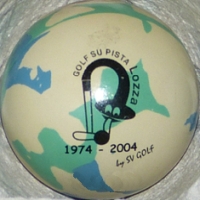 GOLF SU PISTA Lozza
1974 - 2004
by SV GOLF